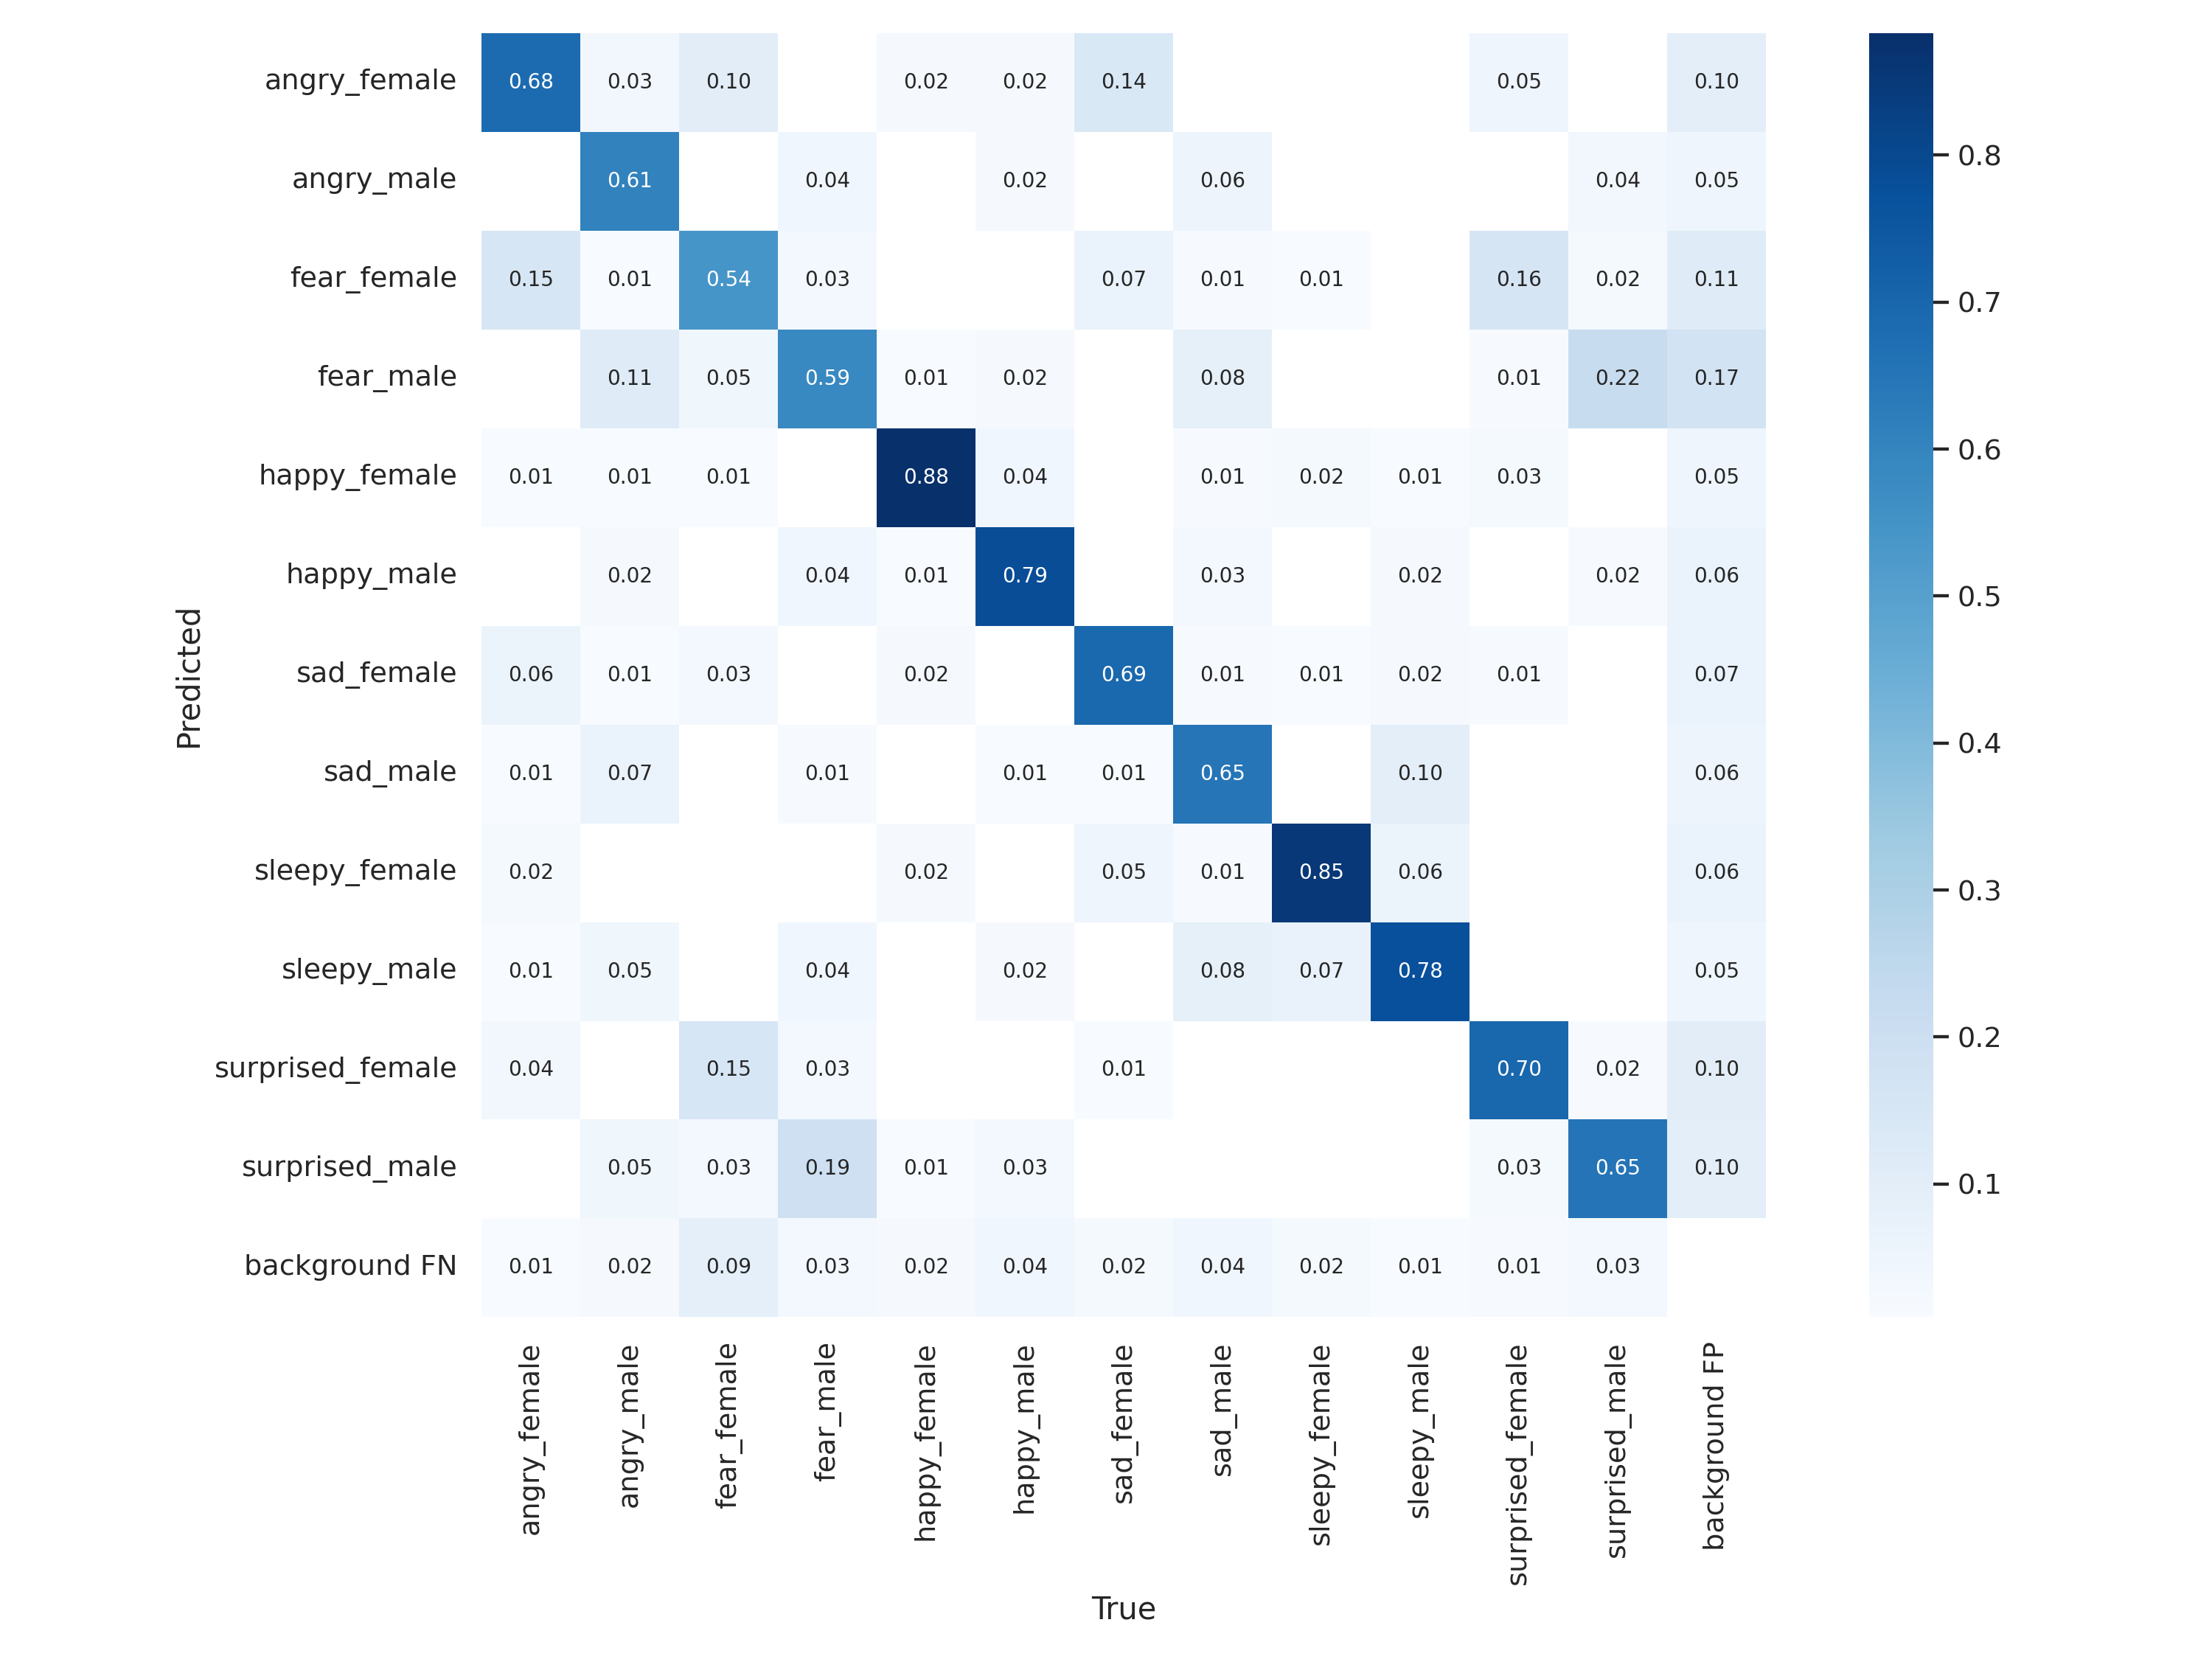 angry_female 0.68 0.03 0.10 0.02 0.02 0.14 0.05 0.10
angry_male 0.61 0.04 0.02 0.06 0.04 0.05
fear_female 0.15 0.01 0.54 0.03 0.07 0.01 0.01 0.16 0.02 0.11
fear_male 0.11 0.05 0.59 0.01 0.02 0.08 0.01 0.22 0.17
happy_female 0.01 0.01 0.01 0.88 0.04 0.01 0.02 0.01 0.03 0.05
happy_male 0.02 0.04 0.01 0.79 0.03 0.02 0.02 0.06
sad_female 0.06 0.01 0.03 0.02 0.69 0.01 0.01 0.02 0.01 0.07
sad_male 0.01 0.07 0.01 0.01 0.01 0.65 0.10 0.06
sleepy_female 0.02 0.02 0.05 0.01 0.85 0.06 0.06
sleepy_male 0.01 0.05 0.04 0.02 0.08 0.07 0.78 0.05
surprised_female 0.04 0.15 0.03 0.01 0.70 0.02 0.10
surprised_male 0.05 0.03 0.19 0.01 0.03 0.03 0.65 0.10
background FN 0.01 0.02 0.09 0.03 0.02 0.04 0.02 0.04 0.02 0.01 0.01 0.03
Predicted
angry_female
angry_male
fear_female
fear_male
happy_female
happy_male
sad_female
sad_male
sleepy_female
sleepy_male
surprised_female
surprised_male
background FP
True
0.8
0.7
0.6
0.5
0.4
0.3
0.2
0.1